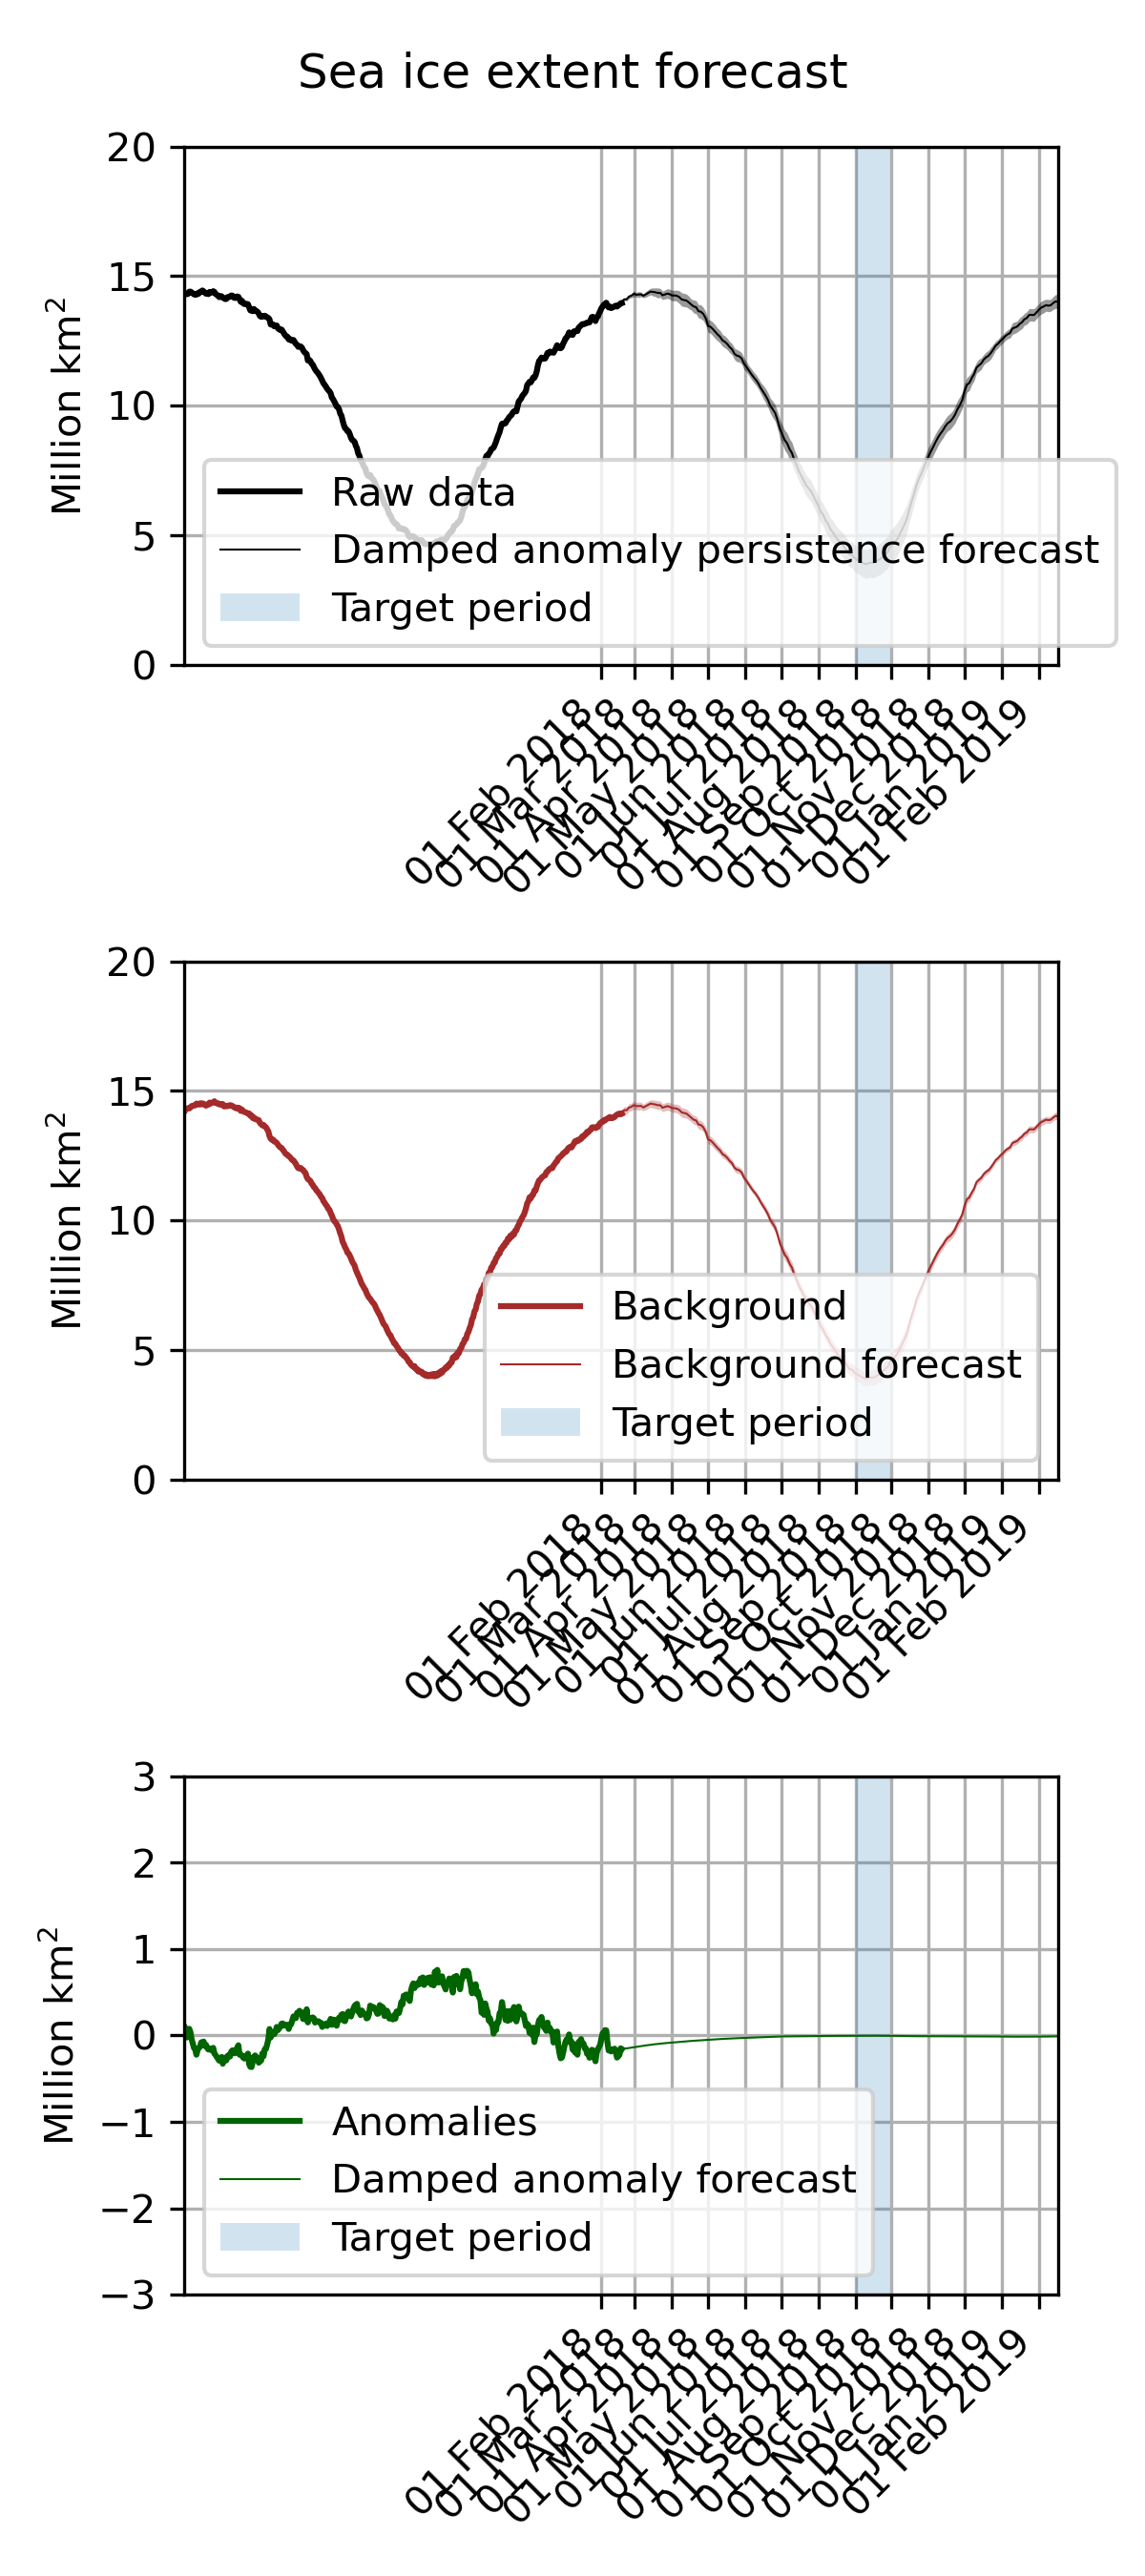 Sea ice extent forecast
20
15
10
5
0
Million km²
Raw data
Damped anomaly persistence forecast
Target period
01 Feb 2018
01 Mar 2018
01 Apr 2018
01 May 2018
01 Jun 2018
01 Jul 2018
01 Aug 2018
01 Sep 2018
01 Oct 2018
01 Nov 2018
01 Dec 2018
01 Jan 2019
01 Feb 2019
20
15
10
5
0
Million km²
Background
Background forecast
Target period
01 Feb 2018
01 Mar 2018
01 Apr 2018
01 May 2018
01 Jun 2018
01 Jul 2018
01 Aug 2018
01 Sep 2018
01 Oct 2018
01 Nov 2018
01 Dec 2018
01 Jan 2019
01 Feb 2019
3
2
1
0
−1
−2
−3
Million km²
Anomalies
Damped anomaly forecast
Target period
01 Feb 2018
01 Mar 2018
01 Apr 2018
01 May 2018
01 Jun 2018
01 Jul 2018
01 Aug 2018
01 Sep 2018
01 Oct 2018
01 Nov 2018
01 Dec 2018
01 Jan 2019
01 Feb 2019